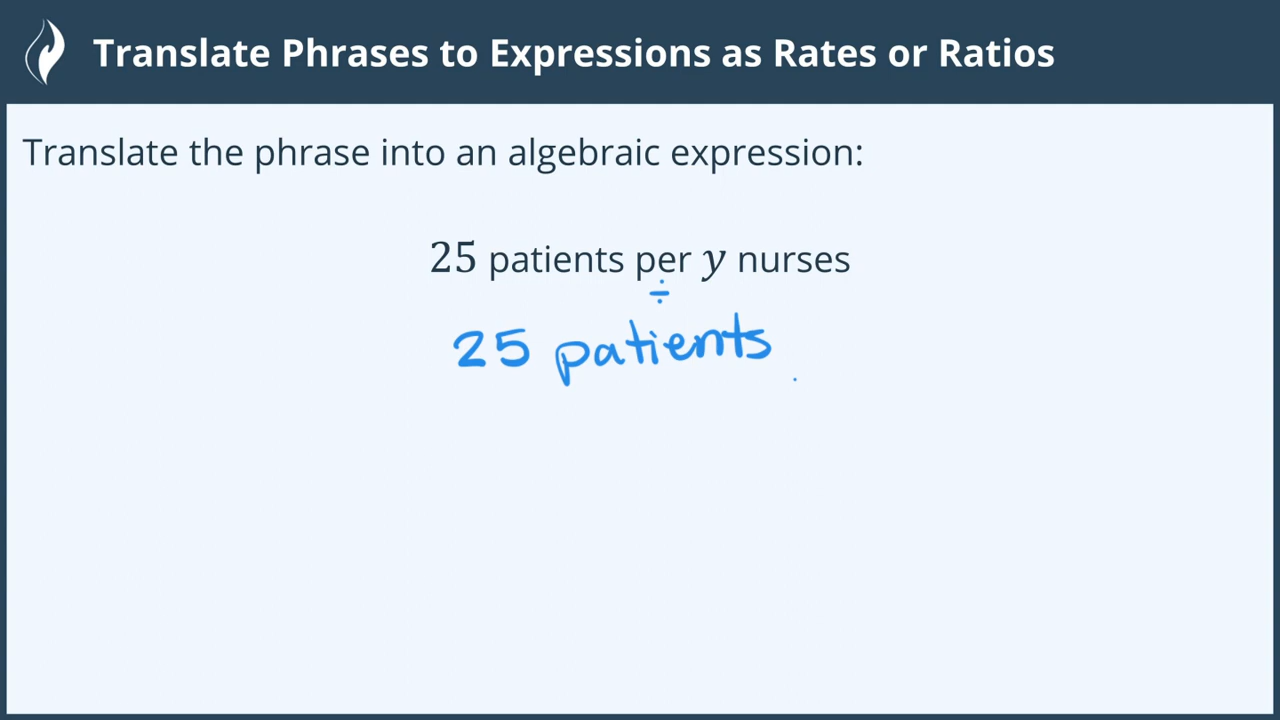 Translate Phrases to Expressions as Rates or Ratios
Translate the phrase into an algebraic expression:
25 patients per y nurses
÷
25 patients